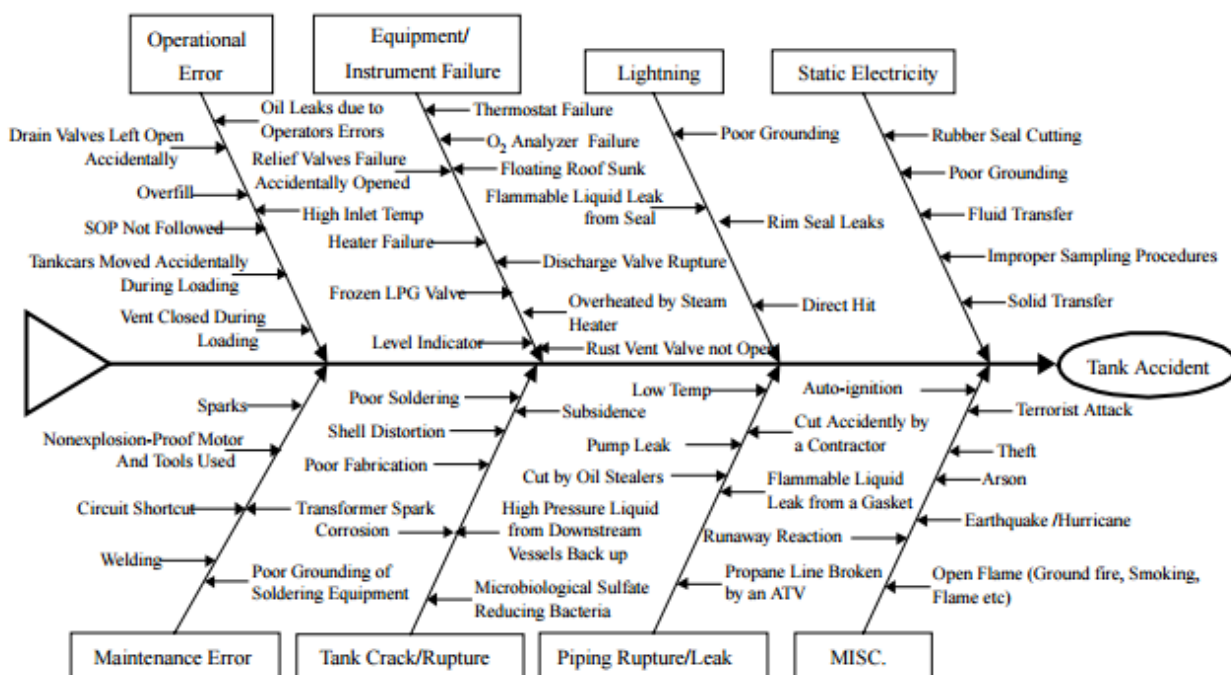 Operational
Error
Equipment/
Instrument Failure
Lightning
Static Electricity
Oil Leaks due to
Operators Errors
Drain Valves Left Open
Accidentally
Overfill
High Inlet Temp
SOP Not Followed
Tankcars Moved Accidentally
During Loading
Vent Closed During
Loading
Thermostat Failure
O2 Analyzer Failure
Relief Valves Failure
Accidentally Opened
Floating Roof Sunk
Heater Failure
Discharge Valve Rupture
Frozen LPG Valve
Overheated by Steam
Heater
Level Indicator
Rust Vent Valve not Open
Poor Grounding
Flammable Liquid Leak
from Seal
Rim Seal Leaks
Direct Hit
Rubber Seal Cutting
Poor Grounding
Fluid Transfer
Improper Sampling Procedures
Solid Transfer
Tank Accident
Sparks
Nonexplosion-Proof Motor
And Tools Used
Circuit Shortcut
Transformer Spark
Welding
Poor Grounding of
Soldering Equipment
Poor Soldering
Subsidence
Shell Distortion
Poor Fabrication
Corrosion
High Pressure Liquid
from Downstream
Vessels Back up
Microbiological Sulfate
Reducing Bacteria
Low Temp
Cut Accidently by
a Contractor
Pump Leak
Cut by Oil Stealers
Flammable Liquid
Leak from a Gasket
Propane Line Broken
by an ATV
Auto-ignition
Terrorist Attack
Theft
Arson
Earthquake /Hurricane
Runaway Reaction
Open Flame (Ground fire, Smoking,
Flame etc)
Maintenance Error
Tank Crack/Rupture
Piping Rupture/Leak
MISC.